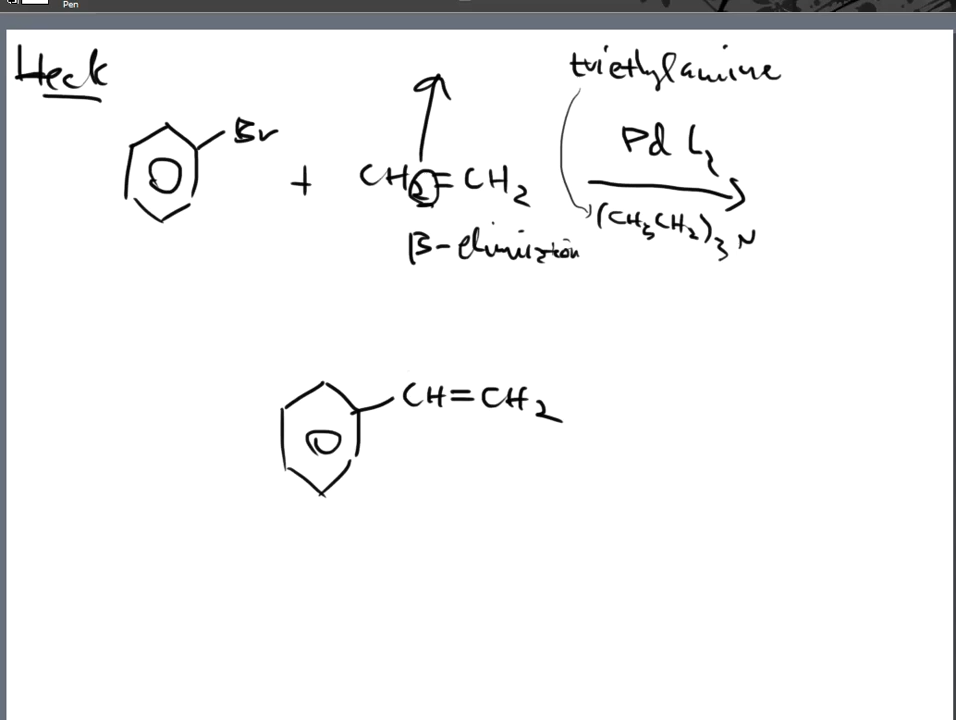 Pen
Heck
triethylamine
Br
Pd L2
+ CH2=CH2
(CH3CH2)3N
β-elimination
CH=CH2